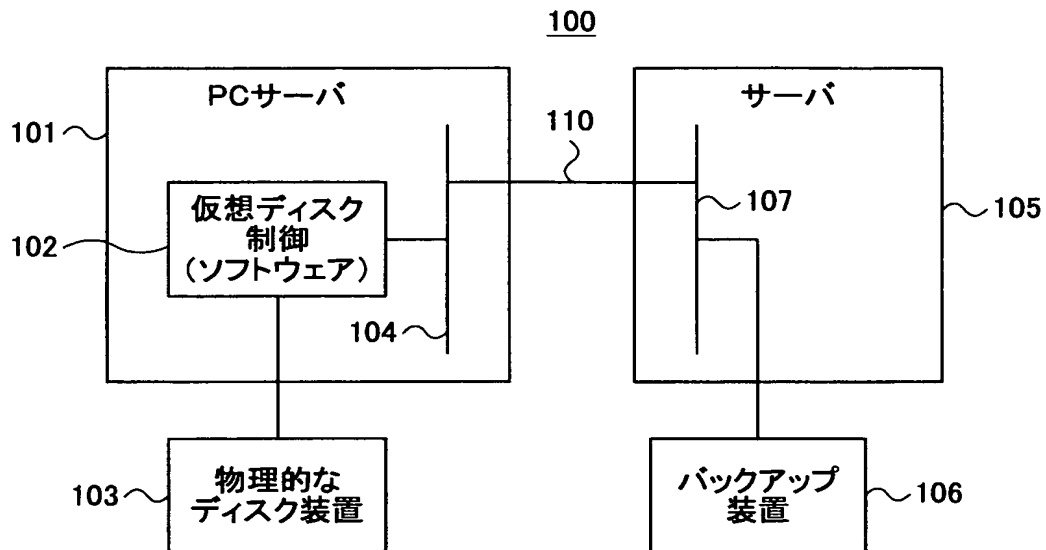 100
PCサーバ
サーバ
101
110
仮想ディスク
制御
(ソフトウェア)
102
107
105
104
物理的な
ディスク装置
103
バックアップ
装置
106